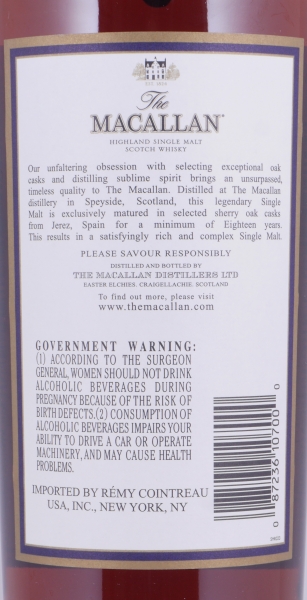 The
MACALLAN
HIGHLAND SINGLE MALT
SCOTCH WHISKY
Our unfaltering obsession with selecting exceptional oak
casks and distilling sublime spirit brings an unsurpassed,
timeless quality to The Macallan. Distilled at The Macallan
distillery in Speyside, Scotland, this legendary Single
Malt is exclusively matured in selected sherry oak casks
from Jerez, Spain for a minimum of Eighteen years.
This results in a satisfyingly rich and complex Single Malt.
PLEASE SAVOUR RESPONSIBLY
DISTILLED AND BOTTLED BY
THE MACALLAN DISTILLERS LTD
EASTER ELCHIES, CRAIGELLACHIE, SCOTLAND
To find out more, please visit
www.themacallan.com
GOVERNMENT WARNING:
(1) ACCORDING TO THE SURGEON
GENERAL, WOMEN SHOULD NOT DRINK
ALCOHOLIC BEVERAGES DURING
PREGNANCY BECAUSE OF THE RISK OF
BIRTH DEFECTS.(2) CONSUMPTION OF
ALCOHOLIC BEVERAGES IMPAIRS YOUR
ABILITY TO DRIVE A CAR OR OPERATE
MACHINERY, AND MAY CAUSE HEALTH
PROBLEMS.
IMPORTED BY RÉMY COINTREAU
USA, INC., NEW YORK, NY
0 87236 10700 0